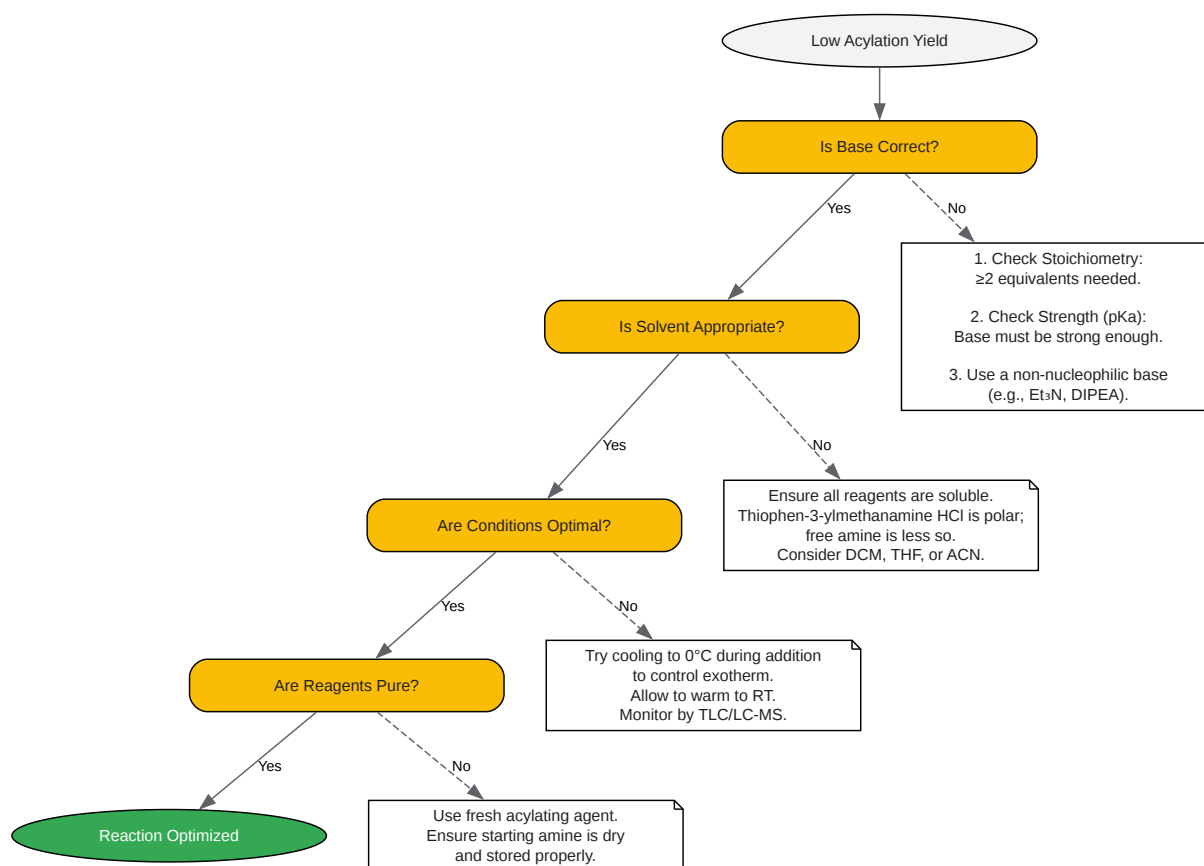 Low Acylation Yield
Is Base Correct?
Yes
No
1. Check Stoichiometry:
≥2 equivalents needed.
2. Check Strength (pKa):
Base must be strong enough.
3. Use a non-nucleophilic base
(e.g., Et₃N, DIPEA).
Is Solvent Appropriate?
Yes
No
Ensure all reagents are soluble.
Thiophen-3-ylmethanamine HCl is polar;
free amine is less so.
Consider DCM, THF, or ACN.
Are Conditions Optimal?
Yes
No
Try cooling to 0°C during addition
to control exotherm.
Allow to warm to RT.
Monitor by TLC/LC-MS.
Are Reagents Pure?
Yes
No
Reaction Optimized
Use fresh acylating agent.
Ensure starting amine is dry
and stored properly.